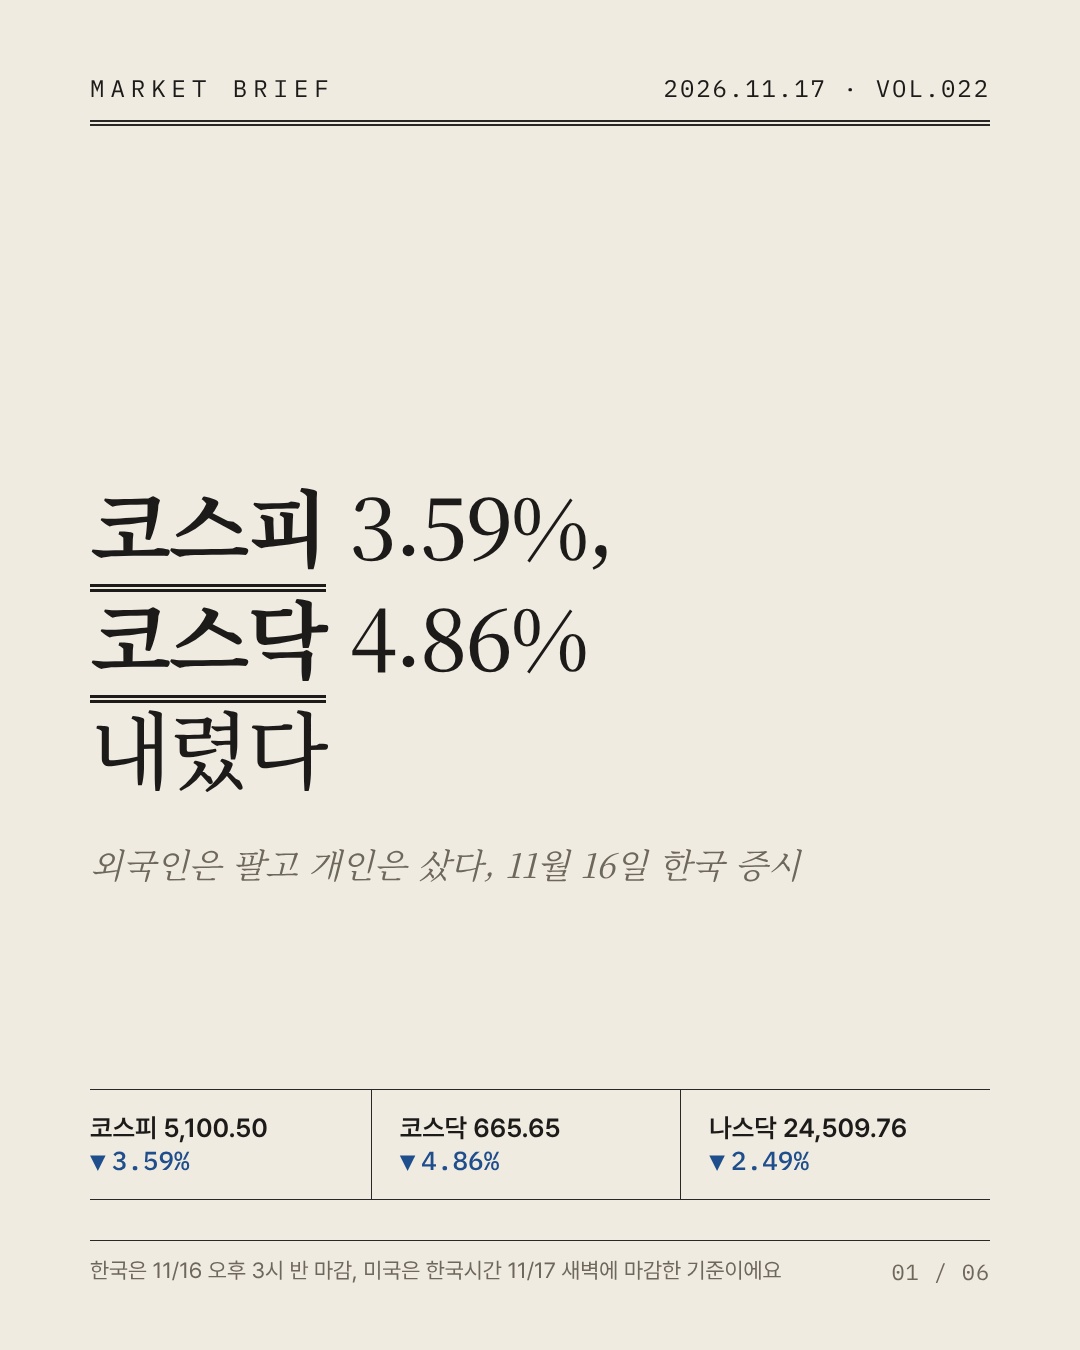 MARKET BRIEF
2026.11.17 · VOL.022
코스피 3.59%,
코스닥 4.86%
내렸다
외국인은 팔고 개인은 샀다, 11월 16일 한국 증시
코스피 5,100.50
▼3.59%
코스닥 665.65
▼4.86%
나스닥 24,509.76
▼2.49%
한국은 11/16 오후 3시 반 마감, 미국은 한국시간 11/17 새벽에 마감한 기준이에요
01 / 06